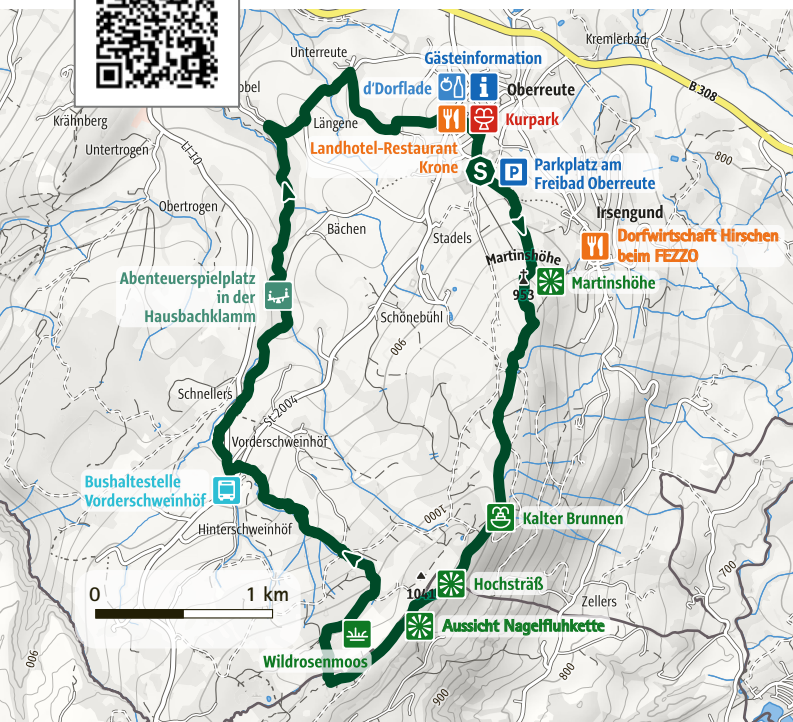 Unterreute
Kremlerbad
Gästeinformation
d'Dorflade
Oberreute
B 308
obel
Krähnberg
Längene
Kurpark
Untertrogen
LI 10
Landhotel-Restaurant
Krone
S
P
Parkplatz am
Freibad Oberreute
800
Obertrogen
Irsengund
Bächen
Stadels
Dorfwirtschaft Hirschen
beim FEZZO
Martinshöhe
953
Martinshöhe
Abenteuerspielplatz
in der
Hausbachklamm
Schönebühl
900
Schnellers
St 2004
Vorderschweinhöf
Bushaltestelle
Vorderschweinhöf
1000
Kalter Brunnen
Hinterschweinhöf
700
0 1 km
1041
Hochsträß
Zellers
Aussicht Nagelfluhkette
Wildrosenmoos
900
800
900